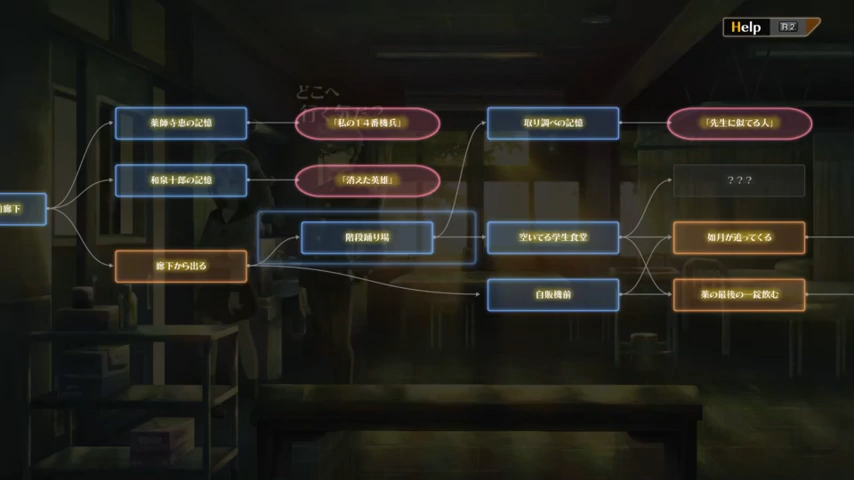 Help R2
どこへ
行くんだ?
薬師寺恵の記憶
「私の14番機兵」
取り調べの記憶
「先生に似てる人」
和泉十郎の記憶
「消えた英雄」
???
廊下
階段踊り場
空いてる学生食堂
如月が追ってくる
廊下から出る
自販機前
薬の最後の一錠飲む